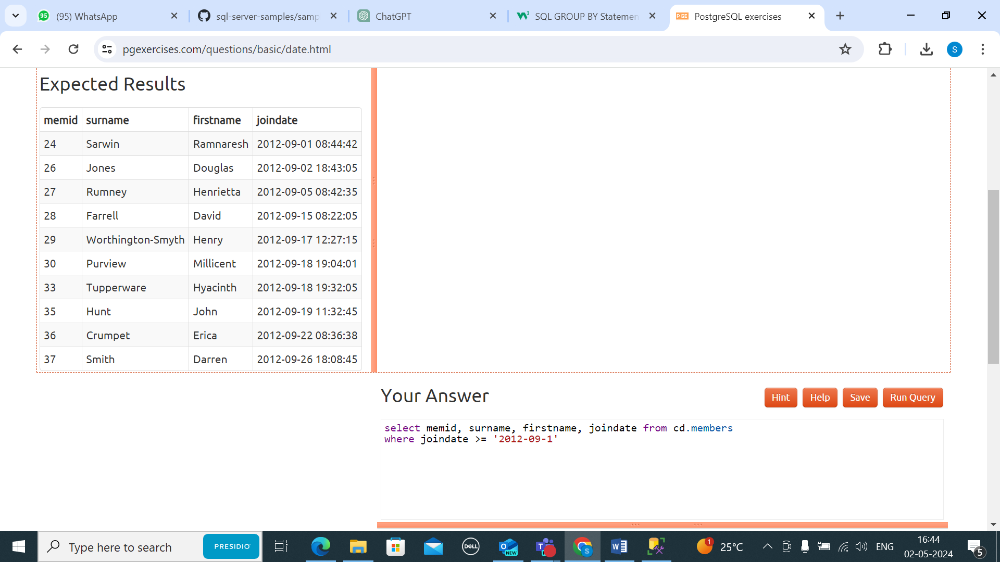 95 (95) WhatsApp
sql-server-samples/samp
ChatGPT
W3 SQL GROUP BY Statemen
PGE PostgreSQL exercises
pgexercises.com/questions/basic/date.html
S
Expected Results
memid surname firstname joindate
24 Sarwin Ramnaresh 2012-09-01 08:44:42
26 Jones Douglas 2012-09-02 18:43:05
27 Rumney Henrietta 2012-09-05 08:42:35
28 Farrell David 2012-09-15 08:22:05
29 Worthington-Smyth Henry 2012-09-17 12:27:15
30 Purview Millicent 2012-09-18 19:04:01
33 Tupperware Hyacinth 2012-09-18 19:32:05
35 Hunt John 2012-09-19 11:32:45
36 Crumpet Erica 2012-09-22 08:36:38
37 Smith Darren 2012-09-26 18:08:45
Your Answer
Hint Help Save Run Query
select memid, surname, firstname, joindate from cd.members
where joindate >= '2012-09-1'
Type here to search
PRESIDIO
DELL
O NEW
T
S
W
1
25°C
ENG
16:44
02-05-2024
5